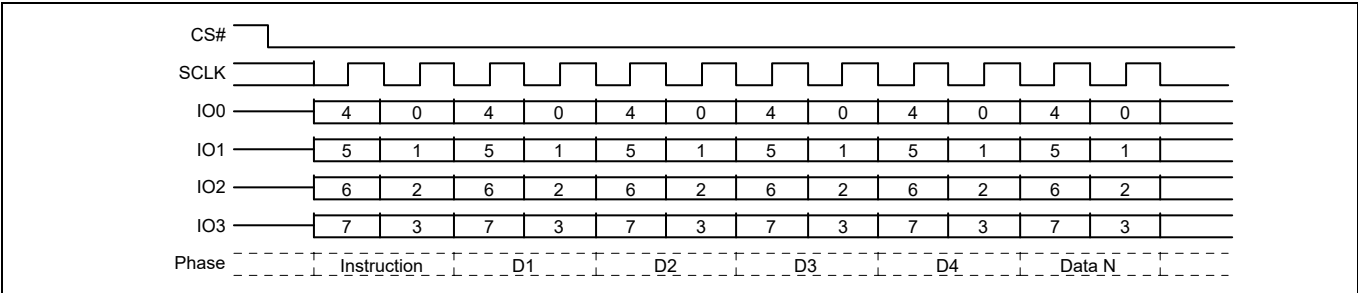 CS#
SCLK
IO0 4 0 4 0 4 0 4 0 4 0 4 0
IO1 5 1 5 1 5 1 5 1 5 1 5 1
IO2 6 2 6 2 6 2 6 2 6 2 6 2
IO3 7 3 7 3 7 3 7 3 7 3 7 3
Phase Instruction D1 D2 D3 D4 Data N